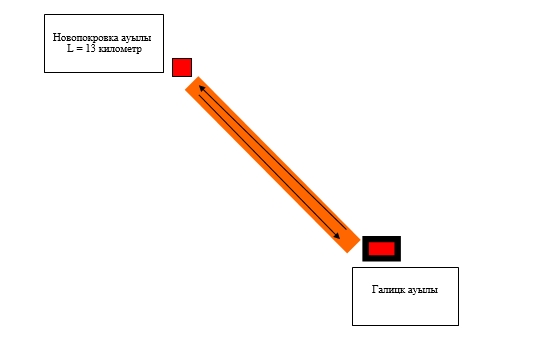 Новопокровка ауылы
L = 13 километр
Галицк ауылы